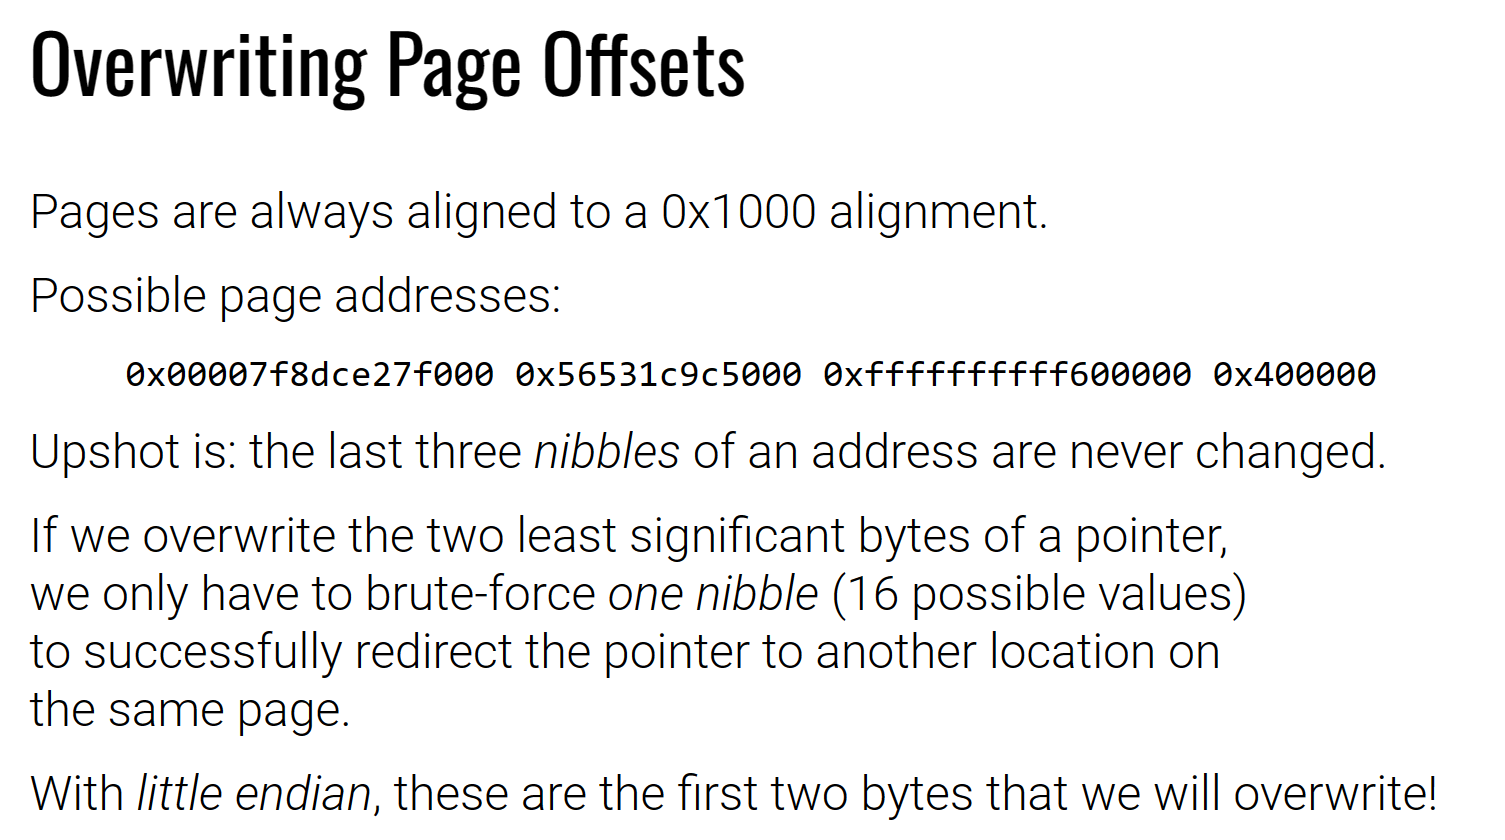 Overwriting Page Offsets
Pages are always aligned to a 0x1000 alignment.
Possible page addresses:
0x00007f8dce27f000 0x56531c9c5000 0xffffffffff600000 0x400000
Upshot is: the last three nibbles of an address are never changed.
If we overwrite the two least significant bytes of a pointer,
we only have to brute-force one nibble (16 possible values)
to successfully redirect the pointer to another location on
the same page.
With little endian, these are the first two bytes that we will overwrite!